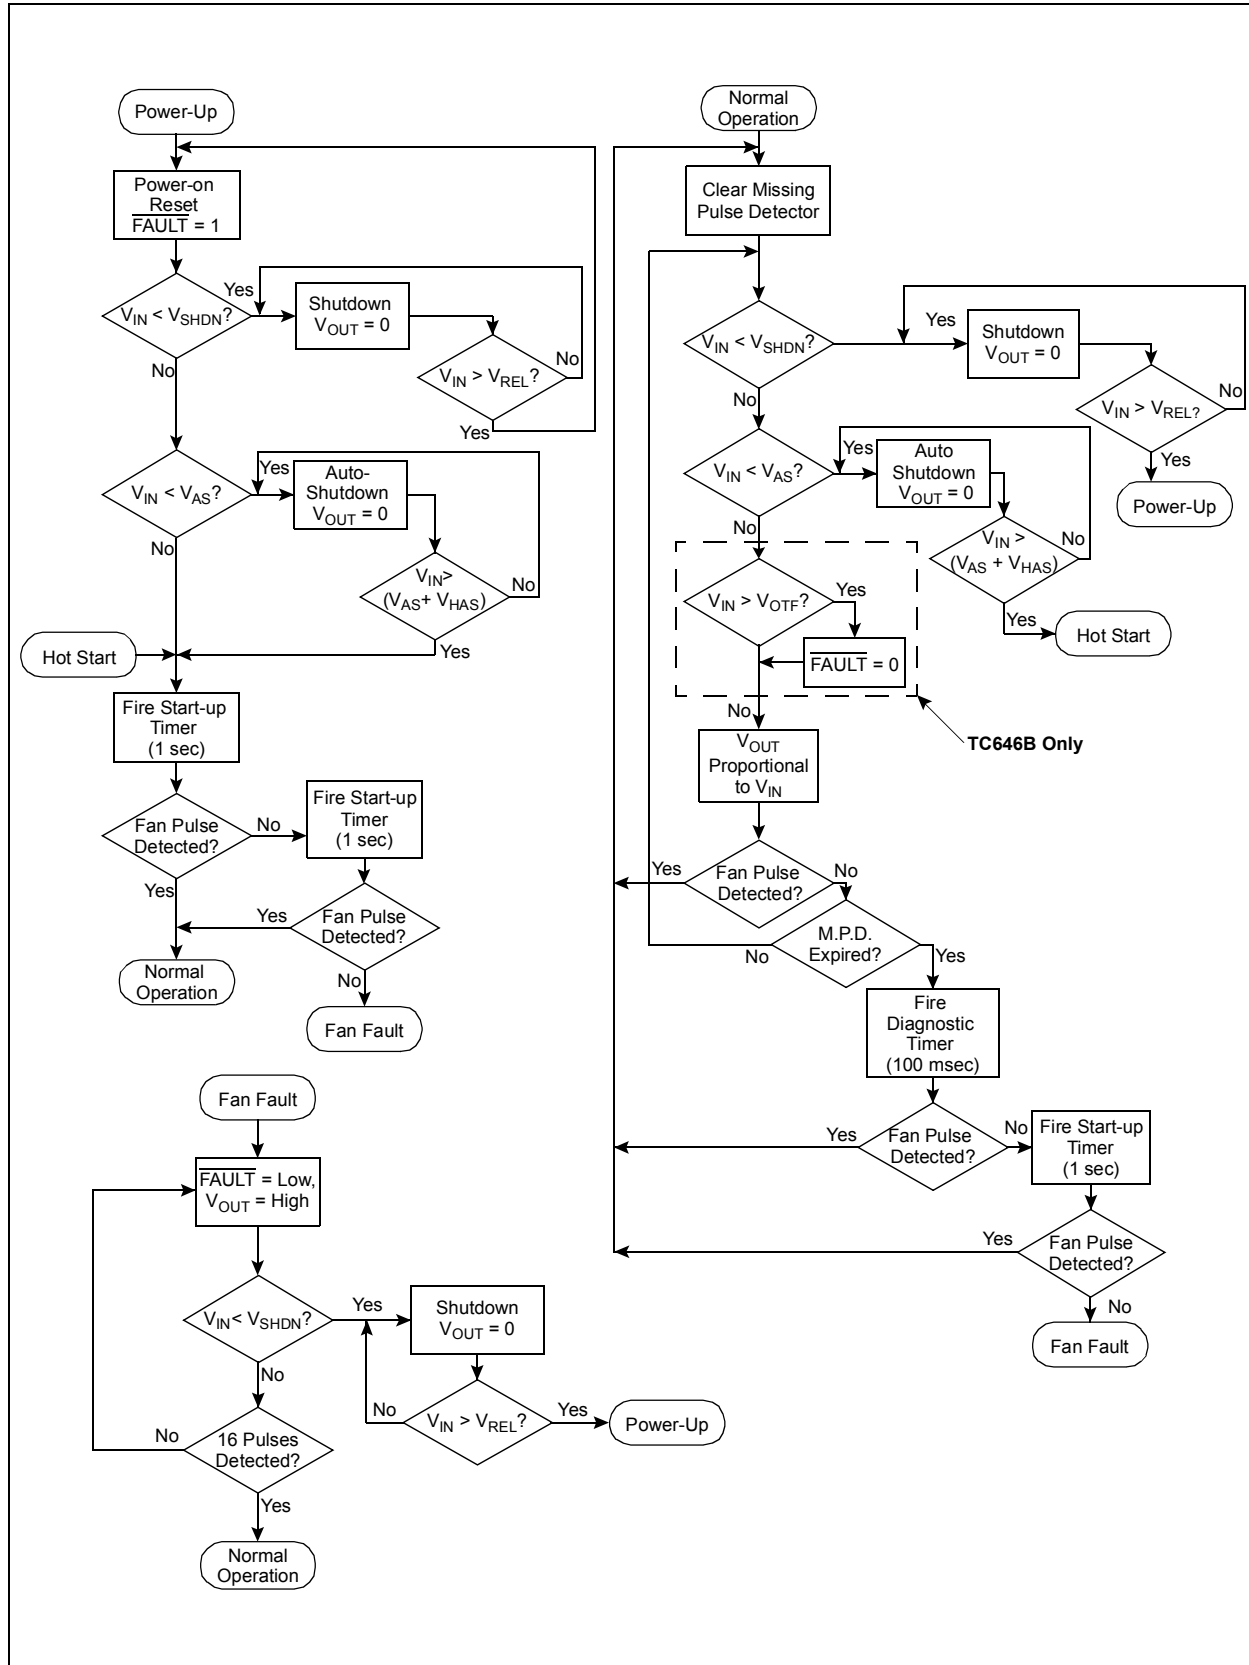 Power-Up
Power-on
Reset
FAULT = 1
V_IN < V_SHDN?
Yes
Shutdown
V_OUT = 0
V_IN > V_REL?
No
Yes
No
V_IN < V_AS?
Yes
Auto-
Shutdown
V_OUT = 0
V_IN>
(V_AS+ V_HAS)
No
Yes
No
Hot Start
Fire Start-up
Timer
(1 sec)
Fan Pulse
Detected?
No
Fire Start-up
Timer
(1 sec)
Yes
Yes
Fan Pulse
Detected?
No
Normal
Operation
Fan Fault
Fan Fault
FAULT = Low,
V_OUT = High
V_IN< V_SHDN?
Yes
Shutdown
V_OUT = 0
No
No
V_IN > V_REL?
Yes
Power-Up
No
16 Pulses
Detected?
Yes
Normal
Operation
Normal
Operation
Clear Missing
Pulse Detector
V_IN < V_SHDN?
Yes
Shutdown
V_OUT = 0
V_IN > V_REL?
No
Yes
Power-Up
No
V_IN < V_AS?
Yes
Auto
Shutdown
V_OUT = 0
V_IN >
(V_AS + V_HAS)
No
Yes
Hot Start
No
V_IN > V_OTF?
Yes
FAULT = 0
No
TC646B Only
V_OUT
Proportional
to V_IN
Yes
Fan Pulse
Detected?
No
M.P.D.
Expired?
No
Yes
Fire
Diagnostic
Timer
(100 msec)
Yes
Fan Pulse
Detected?
No
Fire Start-up
Timer
(1 sec)
Yes
Fan Pulse
Detected?
No
Fan Fault